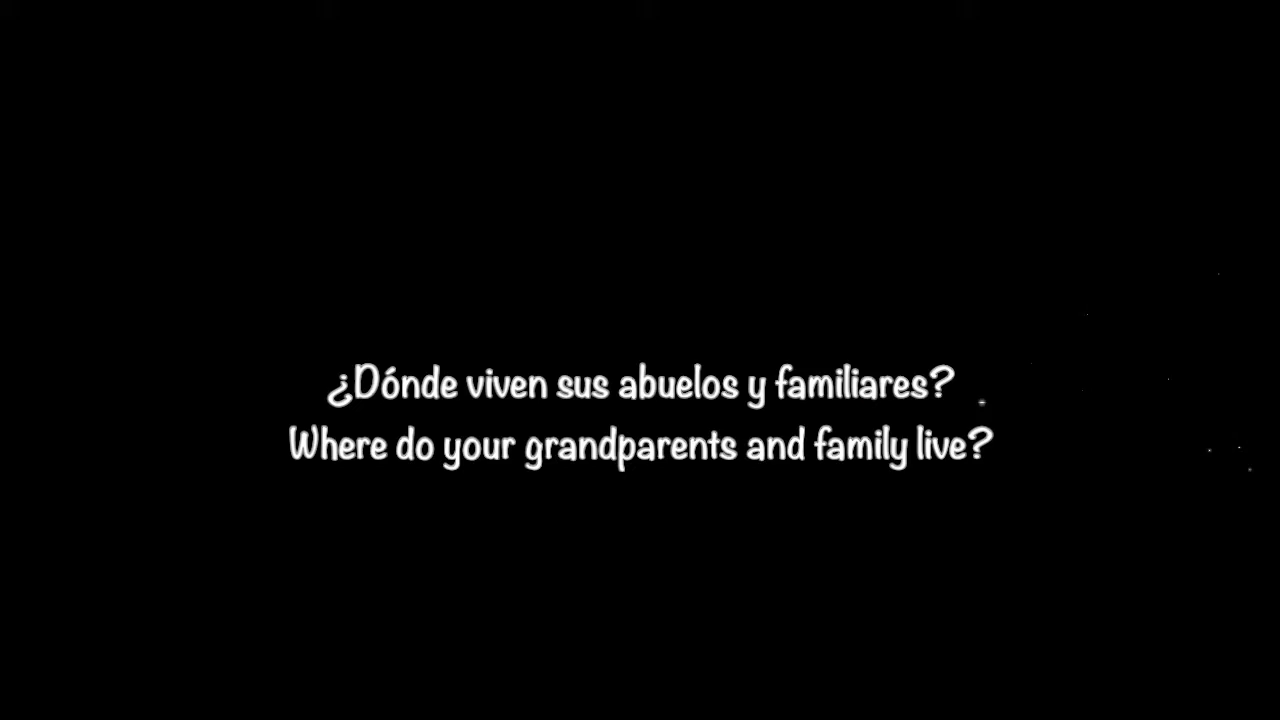 ¿Dónde viven sus abuelos y familiares?
Where do your grandparents and family live?